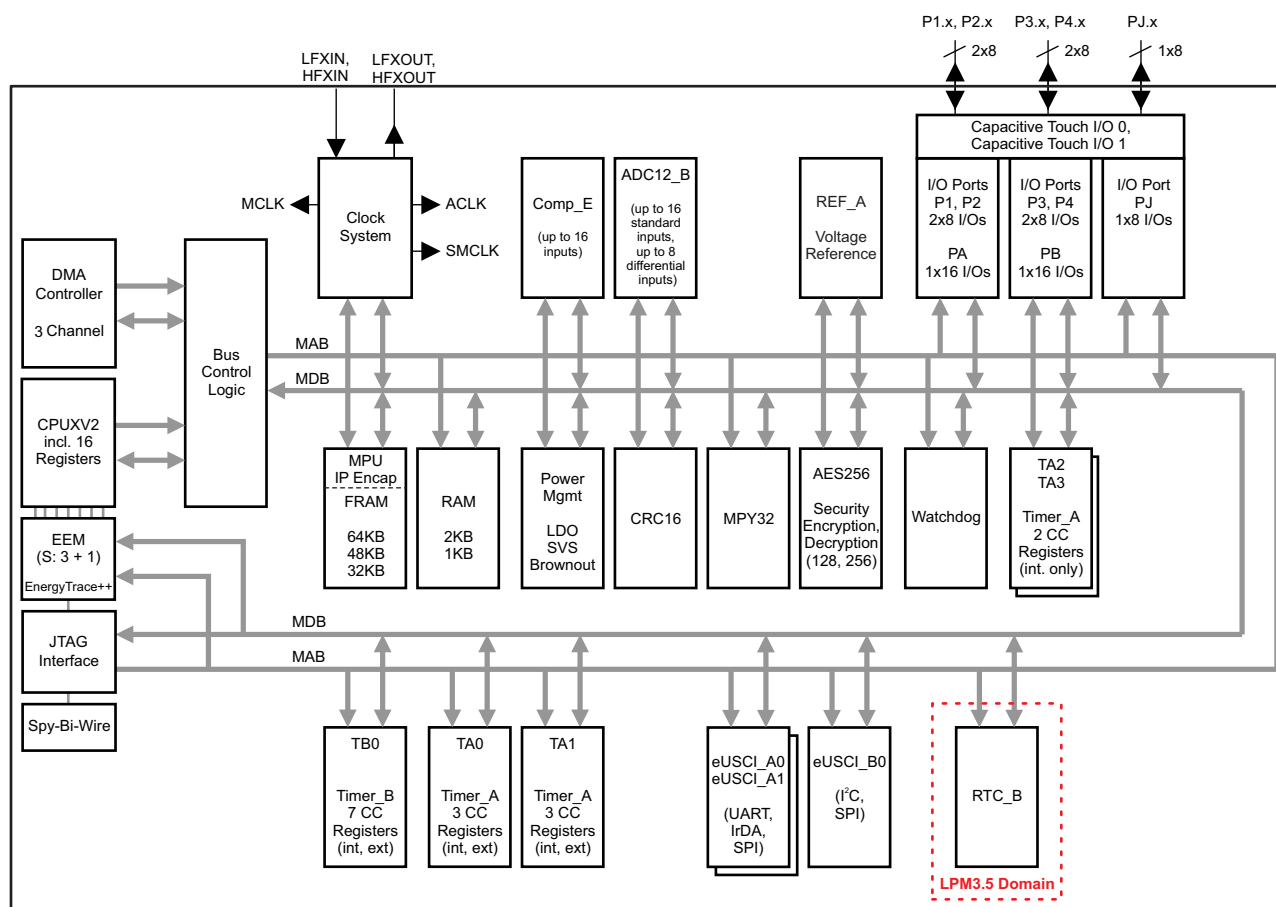 P1.x, P2.x
P3.x, P4.x
PJ.x
2x8
2x8
1x8
LFXIN,
HFXIN
LFXOUT,
HFXOUT
Capacitive Touch I/O 0,
Capacitive Touch I/O 1
MCLK
Clock
System
ACLK
SMCLK
Comp_E
(up to 16
inputs)
ADC12_B
(up to 16
standard
inputs,
up to 8
differential
inputs)
REF_A
Voltage
Reference
I/O Ports
P1, P2
2x8 I/Os
PA
1x16 I/Os
I/O Ports
P3, P4
2x8 I/Os
PB
1x16 I/Os
I/O Port
PJ
1x8 I/Os
DMA
Controller
3 Channel
Bus
Control
Logic
MAB
MDB
CPUXV2
incl. 16
Registers
MPU
IP Encap
FRAM
64KB
48KB
32KB
RAM
2KB
1KB
Power
Mgmt
LDO
SVS
Brownout
CRC16
MPY32
AES256
Security
Encryption,
Decryption
(128, 256)
Watchdog
TA2
TA3
Timer_A
2 CC
Registers
(int. only)
EEM
(S: 3 + 1)
EnergyTrace++
MDB
JTAG
Interface
MAB
Spy-Bi-Wire
TB0
Timer_B
7 CC
Registers
(int, ext)
TA0
Timer_A
3 CC
Registers
(int, ext)
TA1
Timer_A
3 CC
Registers
(int, ext)
eUSCI_A0
eUSCI_A1
(UART,
IrDA,
SPI)
eUSCI_B0
(I²C,
SPI)
RTC_B
LPM3.5 Domain